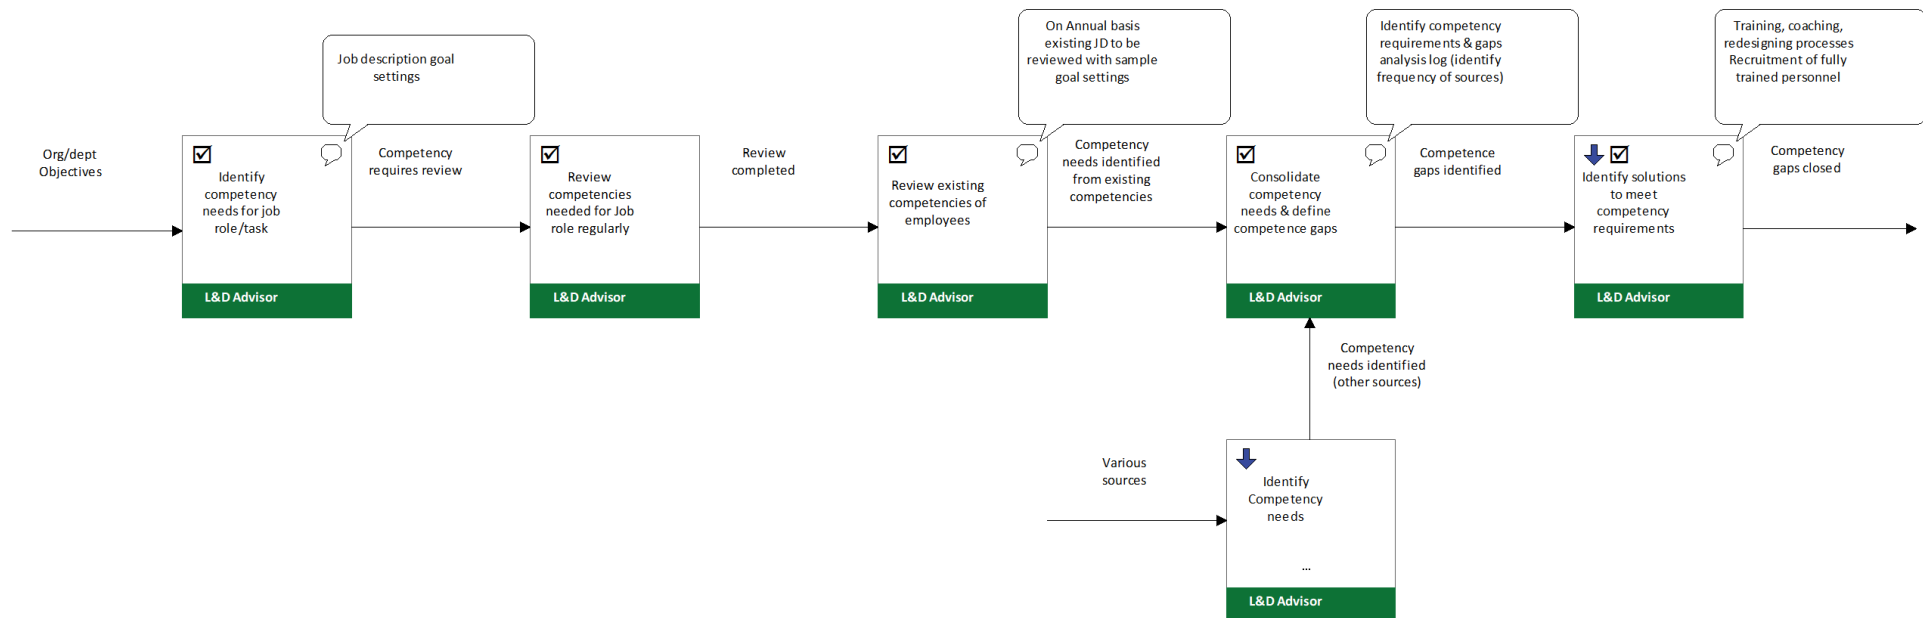 Job description goal
settings
On Annual basis
existing JD to be
reviewed with sample
goal settings
Identify competency
requirements & gaps
analysis log (identify
frequency of sources)
Training, coaching,
redesigning processes
Recruitment of fully
trained personnel
Org/dept
Objectives
Identify
competency
needs for job
role/task
L&D Advisor
Competency
requires review
Review
competencies
needed for Job
role regularly
L&D Advisor
Review
completed
Review existing
competencies of
employees
L&D Advisor
Competency
needs identified
from existing
competencies
Consolidate
competency
needs & define
competence gaps
L&D Advisor
Competence
gaps identified
Identify solutions
to meet
competency
requirements
L&D Advisor
Competency
gaps closed
Competency
needs identified
(other sources)
Various
sources
Identify
Competency
needs
...
L&D Advisor